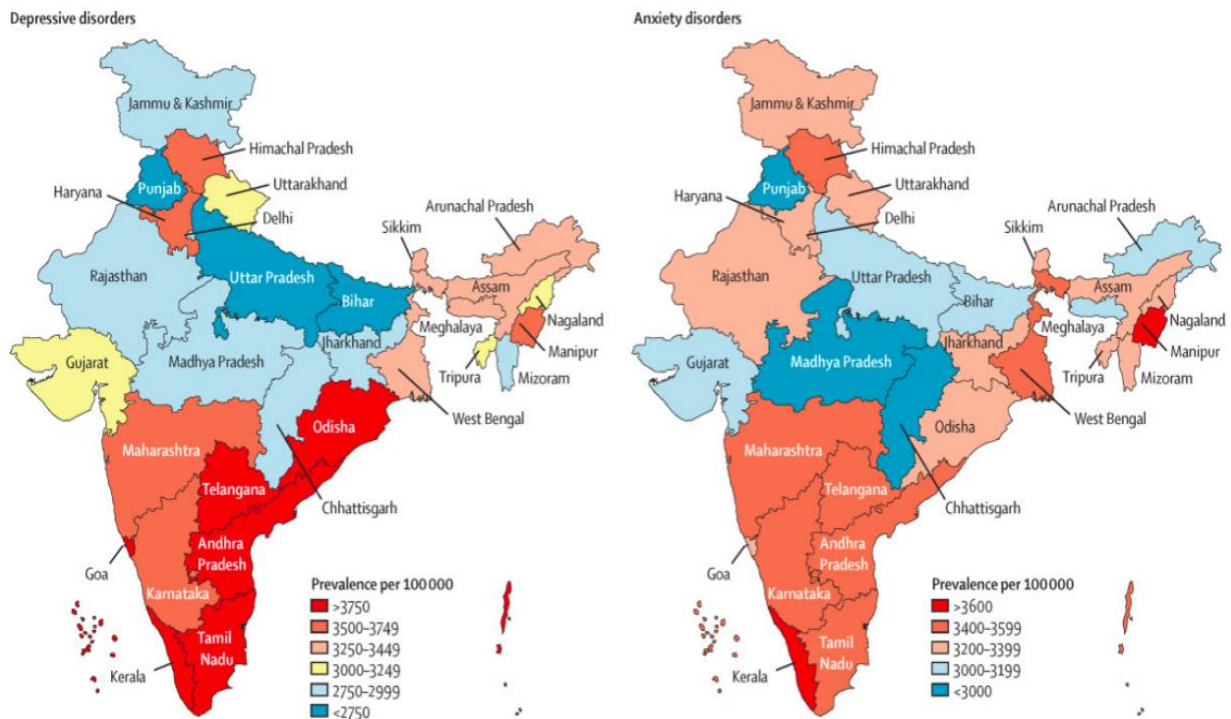 Depressive disorders
Jammu & Kashmir
Himachal Pradesh
Punjab
Uttarakhand
Haryana
Delhi
Arunachal Pradesh
Sikkim
Rajasthan
Uttar Pradesh
Bihar
Assam
Meghalaya
Nagaland
Jharkhand
Gujarat
Madhya Pradesh
Tripura
Manipur
Mizoram
West Bengal
Odisha
Maharashtra
Telangana
Chhattisgarh
Andhra
Pradesh
Goa
Karnataka
Tamil
Nadu
Kerala
Prevalence per 100 000
>3750
3500–3749
3250–3449
3000–3249
2750–2999
<2750
Anxiety disorders
Jammu & Kashmir
Himachal Pradesh
Punjab
Uttarakhand
Haryana
Delhi
Arunachal Pradesh
Sikkim
Rajasthan
Uttar Pradesh
Bihar
Assam
Meghalaya
Nagaland
Jharkhand
Gujarat
Madhya Pradesh
Tripura
Manipur
Mizoram
West Bengal
Odisha
Maharashtra
Telangana
Chhattisgarh
Andhra
Pradesh
Goa
Karnataka
Tamil
Nadu
Kerala
Prevalence per 100 000
>3600
3400–3599
3200–3399
3000–3199
<3000